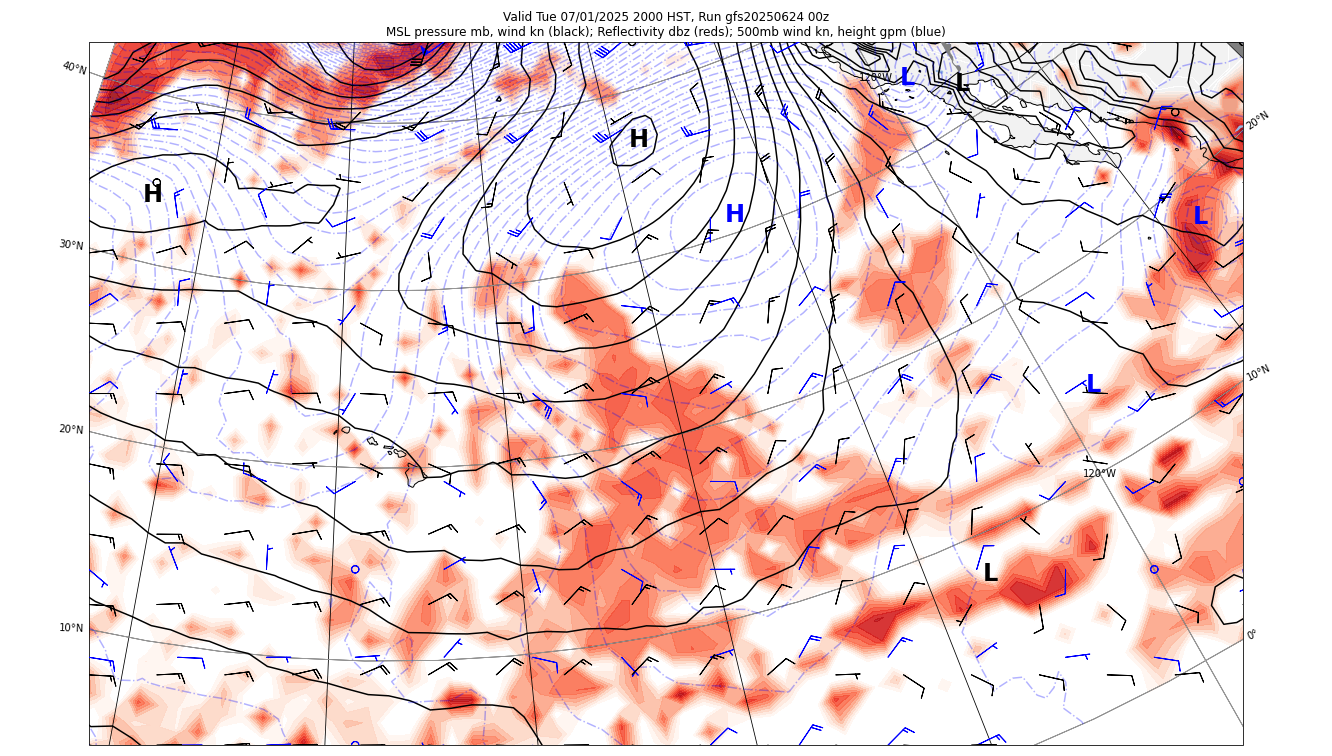 Valid Tue 07/01/2025 2000 HST, Run gfs20250624 00z
MSL pressure mb, wind kn (black); Reflectivity dbz (reds); 500mb wind kn, height gpm (blue)
40°N
120°W
L
L
20°N
H
H
H
L
30°N
10°N
L
20°N
120°W
L
10°N
0°